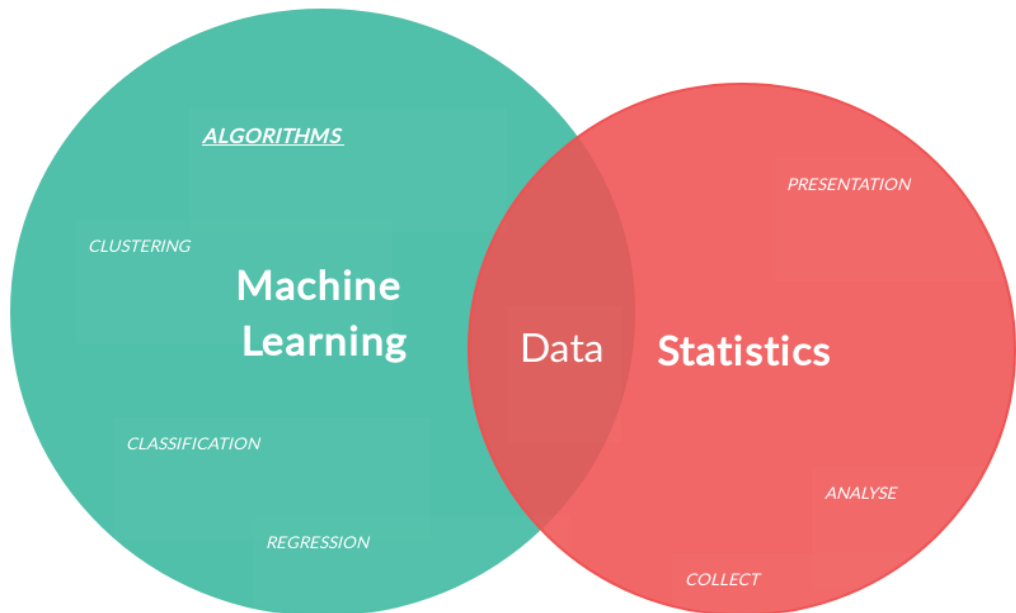 ALGORITHMS
PRESENTATION
CLUSTERING
Machine
Learning
Data
Statistics
CLASSIFICATION
ANALYSE
REGRESSION
COLLECT